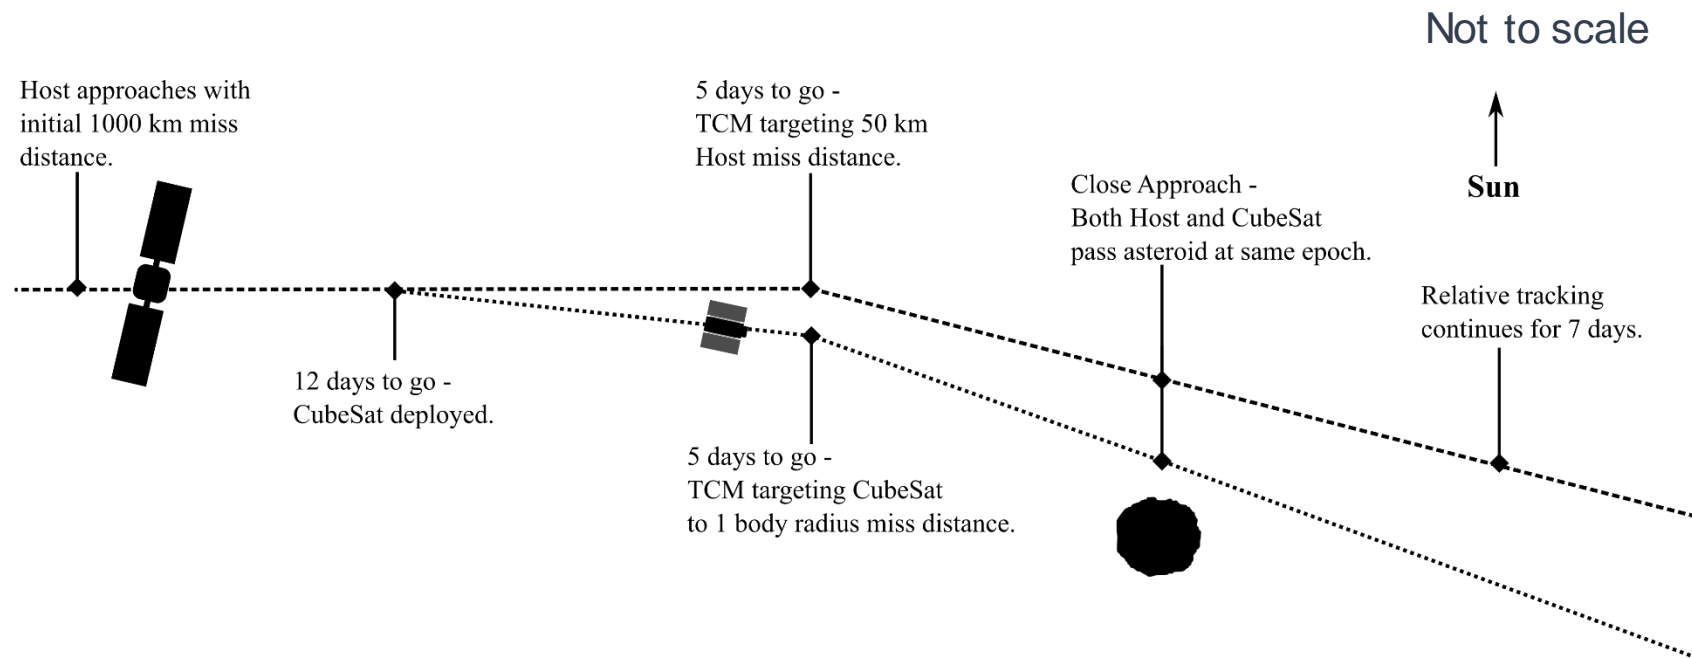 Not to scale
Host approaches with
initial 1000 km miss
distance.
5 days to go -
TCM targeting 50 km
Host miss distance.
Sun
Close Approach -
Both Host and CubeSat
pass asteroid at same epoch.
Relative tracking
continues for 7 days.
12 days to go -
CubeSat deployed.
5 days to go -
TCM targeting CubeSat
to 1 body radius miss distance.